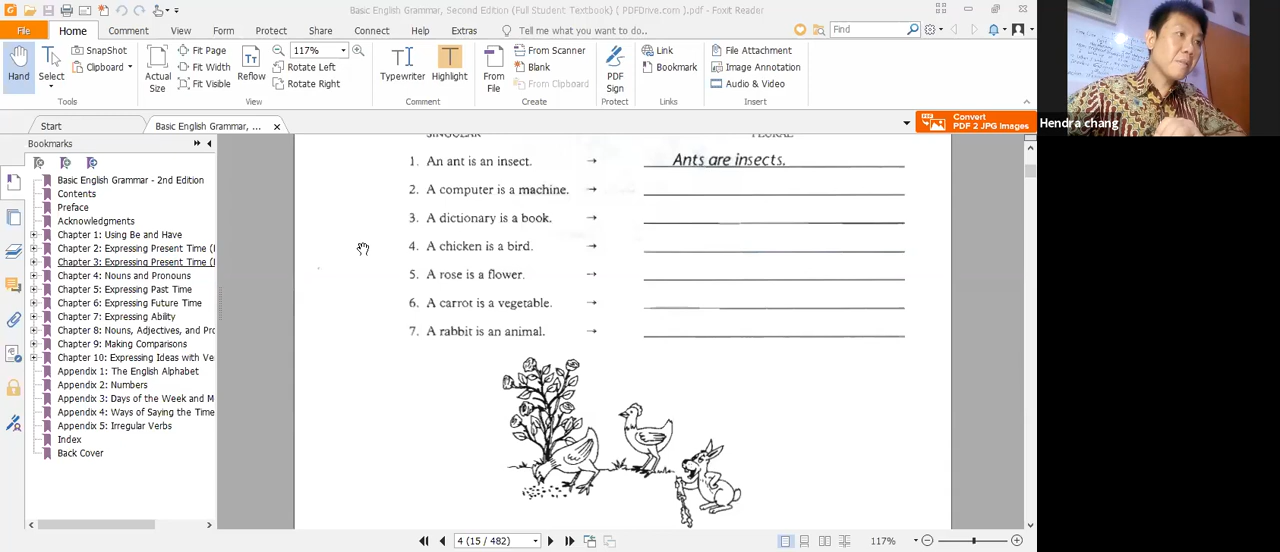 Basic English Grammar, Second Edition (Full Student Textbook) ( PDFDrive.com ).pdf - Foxit Reader
File Home Comment View Form Protect Share Connect Help Extras Tell me what you want to do.. Find
Hand
Select
SnapShot
Clipboard
Tools
Actual Size
Fit Page
Fit Width
Fit Visible
Reflow
117%
Rotate Left
Rotate Right
View
Typewriter
Highlight
Comment
From File
From Scanner
Blank
From Clipboard
Create
PDF Sign
Protect
Link
Bookmark
Links
File Attachment
Image Annotation
Audio & Video
Insert
Start
Basic English Grammar, ...
Convert
PDF 2 JPG Images
Hendra chang
Bookmarks
Basic English Grammar - 2nd Edition
Contents
Preface
Acknowledgments
Chapter 1: Using Be and Have
Chapter 2: Expressing Present Time (
Chapter 3: Expressing Present Time (
Chapter 4: Nouns and Pronouns
Chapter 5: Expressing Past Time
Chapter 6: Expressing Future Time
Chapter 7: Expressing Ability
Chapter 8: Nouns, Adjectives, and Pro
Chapter 9: Making Comparisons
Chapter 10: Expressing Ideas with Ve
Appendix 1: The English Alphabet
Appendix 2: Numbers
Appendix 3: Days of the Week and M
Appendix 4: Ways of Saying the Time
Appendix 5: Irregular Verbs
Index
Back Cover
SINGULAR PLURAL
1. An ant is an insect. → Ants are insects.
2. A computer is a machine. →
3. A dictionary is a book. →
4. A chicken is a bird. →
5. A rose is a flower. →
6. A carrot is a vegetable. →
7. A rabbit is an animal. →
4 (15 / 482)
117%